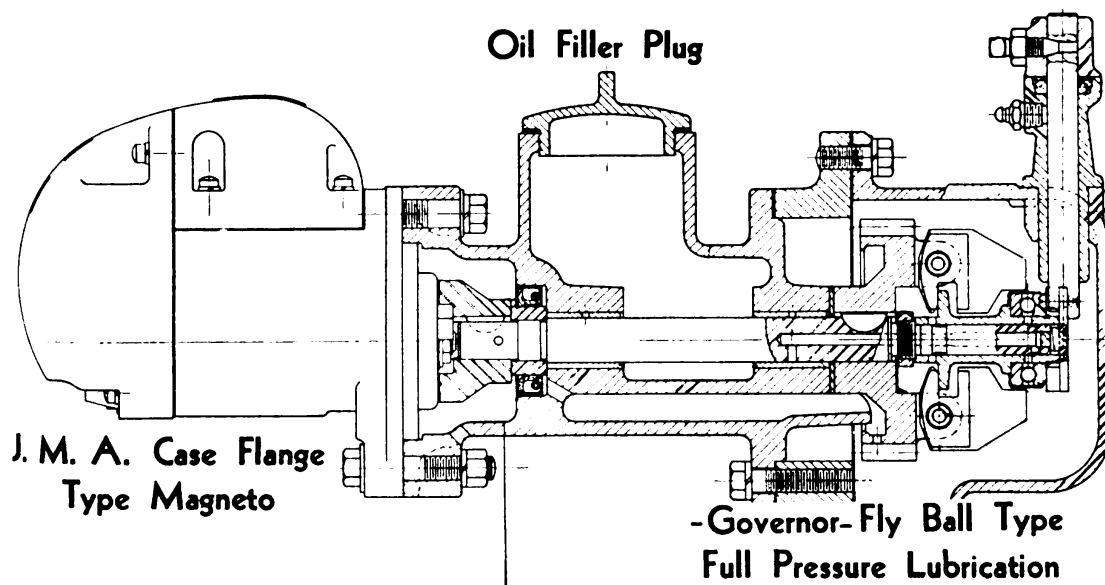 Oil Filler Plug
J. M. A. Case Flange
Type Magneto
-Governor-Fly Ball Type
Full Pressure Lubrication